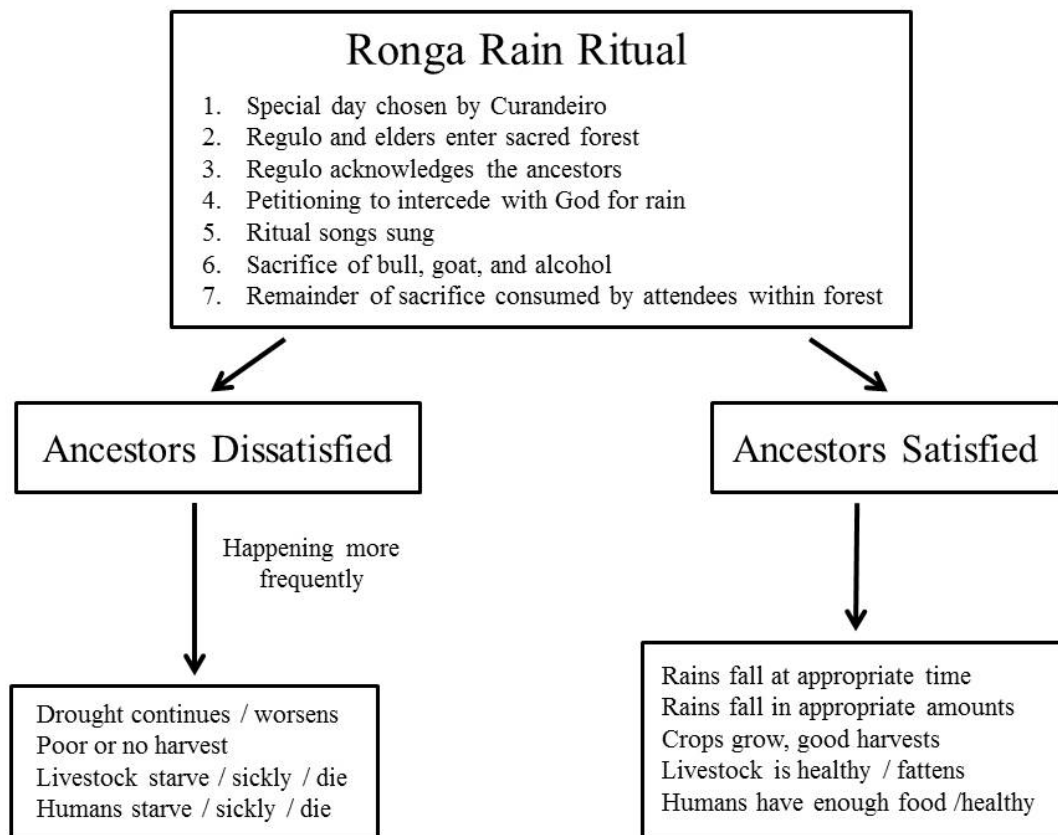 Ronga Rain Ritual
1. Special day chosen by Curandeiro
2. Regulo and elders enter sacred forest
3. Regulo acknowledges the ancestors
4. Petitioning to intercede with God for rain
5. Ritual songs sung
6. Sacrifice of bull, goat, and alcohol
7. Remainder of sacrifice consumed by attendees within forest
Ancestors Dissatisfied
Happening more
frequently
Drought continues / worsens
Poor or no harvest
Livestock starve / sickly / die
Humans starve / sickly / die
Ancestors Satisfied
Rains fall at appropriate time
Rains fall in appropriate amounts
Crops grow, good harvests
Livestock is healthy / fattens
Humans have enough food /healthy